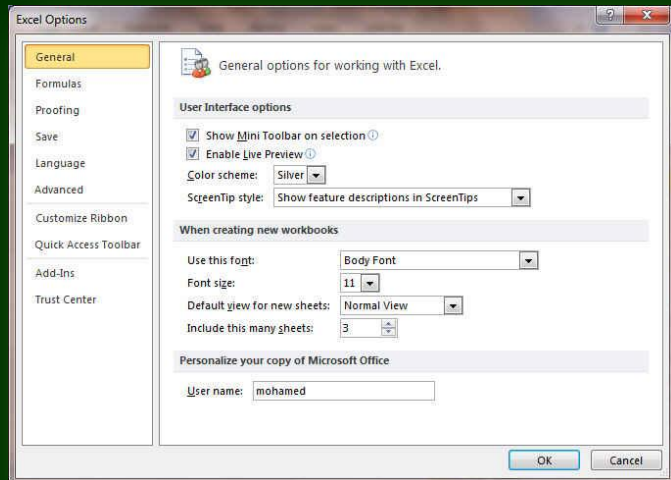 Excel Options
General
Formulas
Proofing
Save
Language
Advanced
Customize Ribbon
Quick Access Toolbar
Add-Ins
Trust Center
General options for working with Excel.
User Interface options
Show Mini Toolbar on selection
Enable Live Preview
Color scheme: Silver
ScreenTip style: Show feature descriptions in ScreenTips
When creating new workbooks
Use this font: Body Font
Font size: 11
Default view for new sheets: Normal View
Include this many sheets: 3
Personalize your copy of Microsoft Office
User name: mohamed
OK Cancel